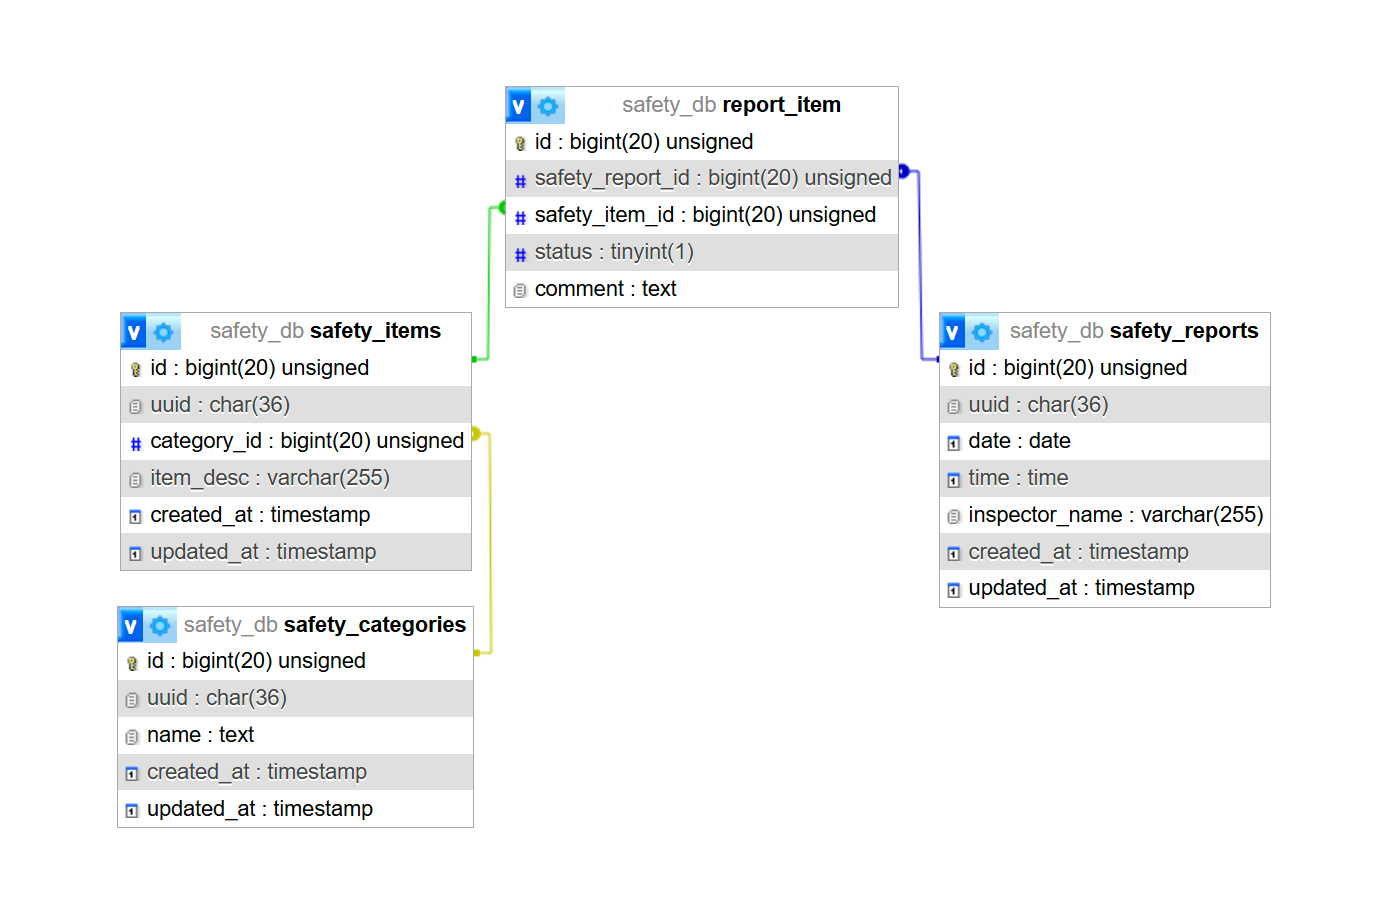 safety_db report_item
id : bigint(20) unsigned
safety_report_id : bigint(20) unsigned
safety_item_id : bigint(20) unsigned
status : tinyint(1)
comment : text
safety_db safety_items
id : bigint(20) unsigned
uuid : char(36)
category_id : bigint(20) unsigned
item_desc : varchar(255)
created_at : timestamp
updated_at : timestamp
safety_db safety_reports
id : bigint(20) unsigned
uuid : char(36)
date : date
time : time
inspector_name : varchar(255)
created_at : timestamp
updated_at : timestamp
safety_db safety_categories
id : bigint(20) unsigned
uuid : char(36)
name : text
created_at : timestamp
updated_at : timestamp